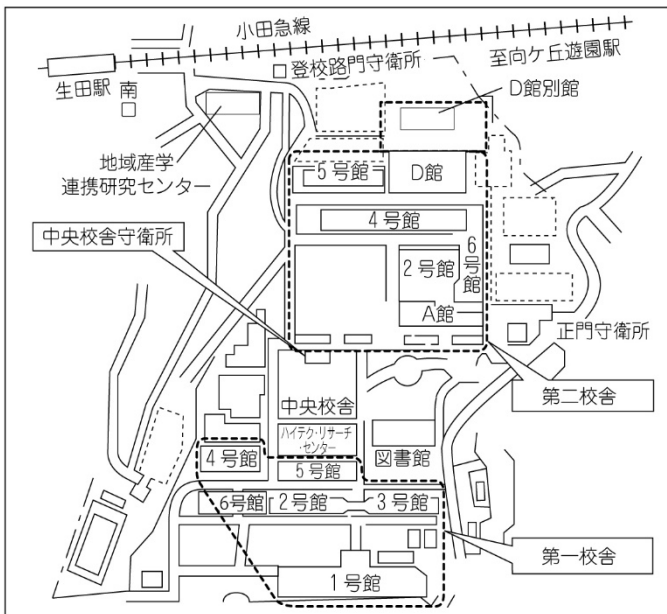 小田急線
至向ケ丘遊園駅
登校路門守衛所
生田駅
南
D館別館
地域産学
連携研究センター
5号館
D館
4号館
中央校舎守衛所
2号館
6号館
A館
正門守衛所
第二校舎
中央校舎
ハイテク・リサーチ
・センター
図書館
4号館
5号館
6号館
2号館
3号館
第一校舎
1号館